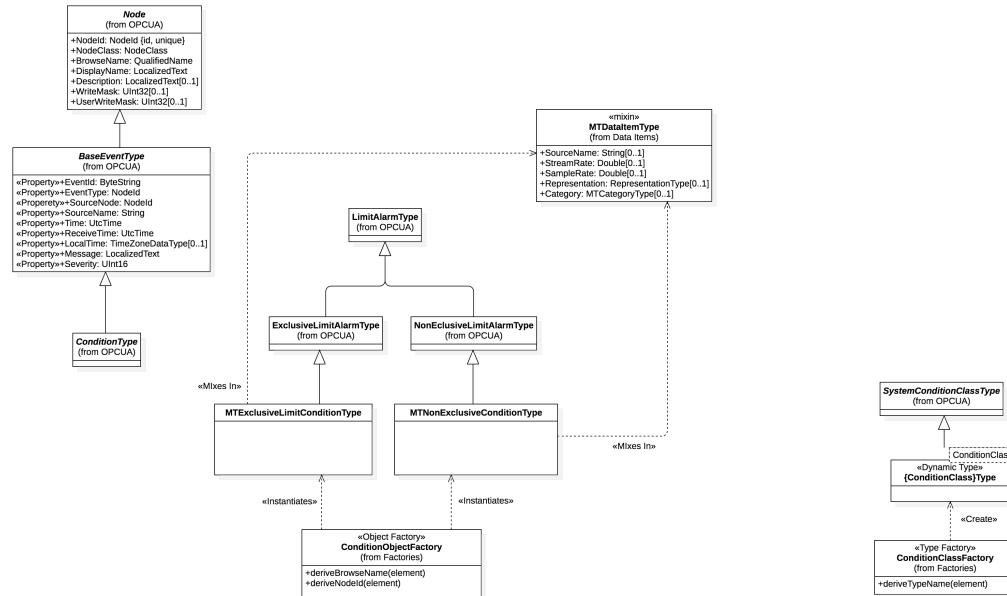 Node
(from OPCUA)
+NodeId: NodeId {id, unique}
+NodeClass: NodeClass
+BrowseName: QualifiedName
+DisplayName: LocalizedText
+Description: LocalizedText[0..1]
+WriteMask: UInt32[0..1]
+UserWriteMask: UInt32[0..1]
BaseEventType
(from OPCUA)
«Property»+EventId: ByteString
«Property»+EventType: NodeId
«Properety»+SourceNode: NodeId
«Property»+SourceName: String
«Property»+Time: UtcTime
«Property»+ReceiveTime: UtcTime
«Property»+LocalTime: TimeZoneDataType[0..1]
«Property»+Message: LocalizedText
«Property»+Severity: UInt16
ConditionType
(from OPCUA)
«mixin»
MTDataItemType
(from Data Items)
+SourceName: String[0..1]
+StreamRate: Double[0..1]
+SampleRate: Double[0..1]
+Representation: RepresentationType[0..1]
+Category: MTCategoryType[0..1]
LimitAlarmType
(from OPCUA)
ExclusiveLimitAlarmType
(from OPCUA)
NonEclusiveLimitAlarmType
(from OPCUA)
«MIxes In»
MTExclusiveLimitConditionType
MTNonExclusiveConditionType
«MIxes In»
«Instantiates»
«Instantiates»
«Object Factory»
ConditionObjectFactory
(from Factories)
+deriveBrowseName(element)
+deriveNodeId(element)
SystemConditionClassType
(from OPCUA)
ConditionClas
«Dynamic Type»
{ConditionClass}Type
«Create»
«Type Factory»
ConditionClassFactory
(from Factories)
+deriveTypeName(element)